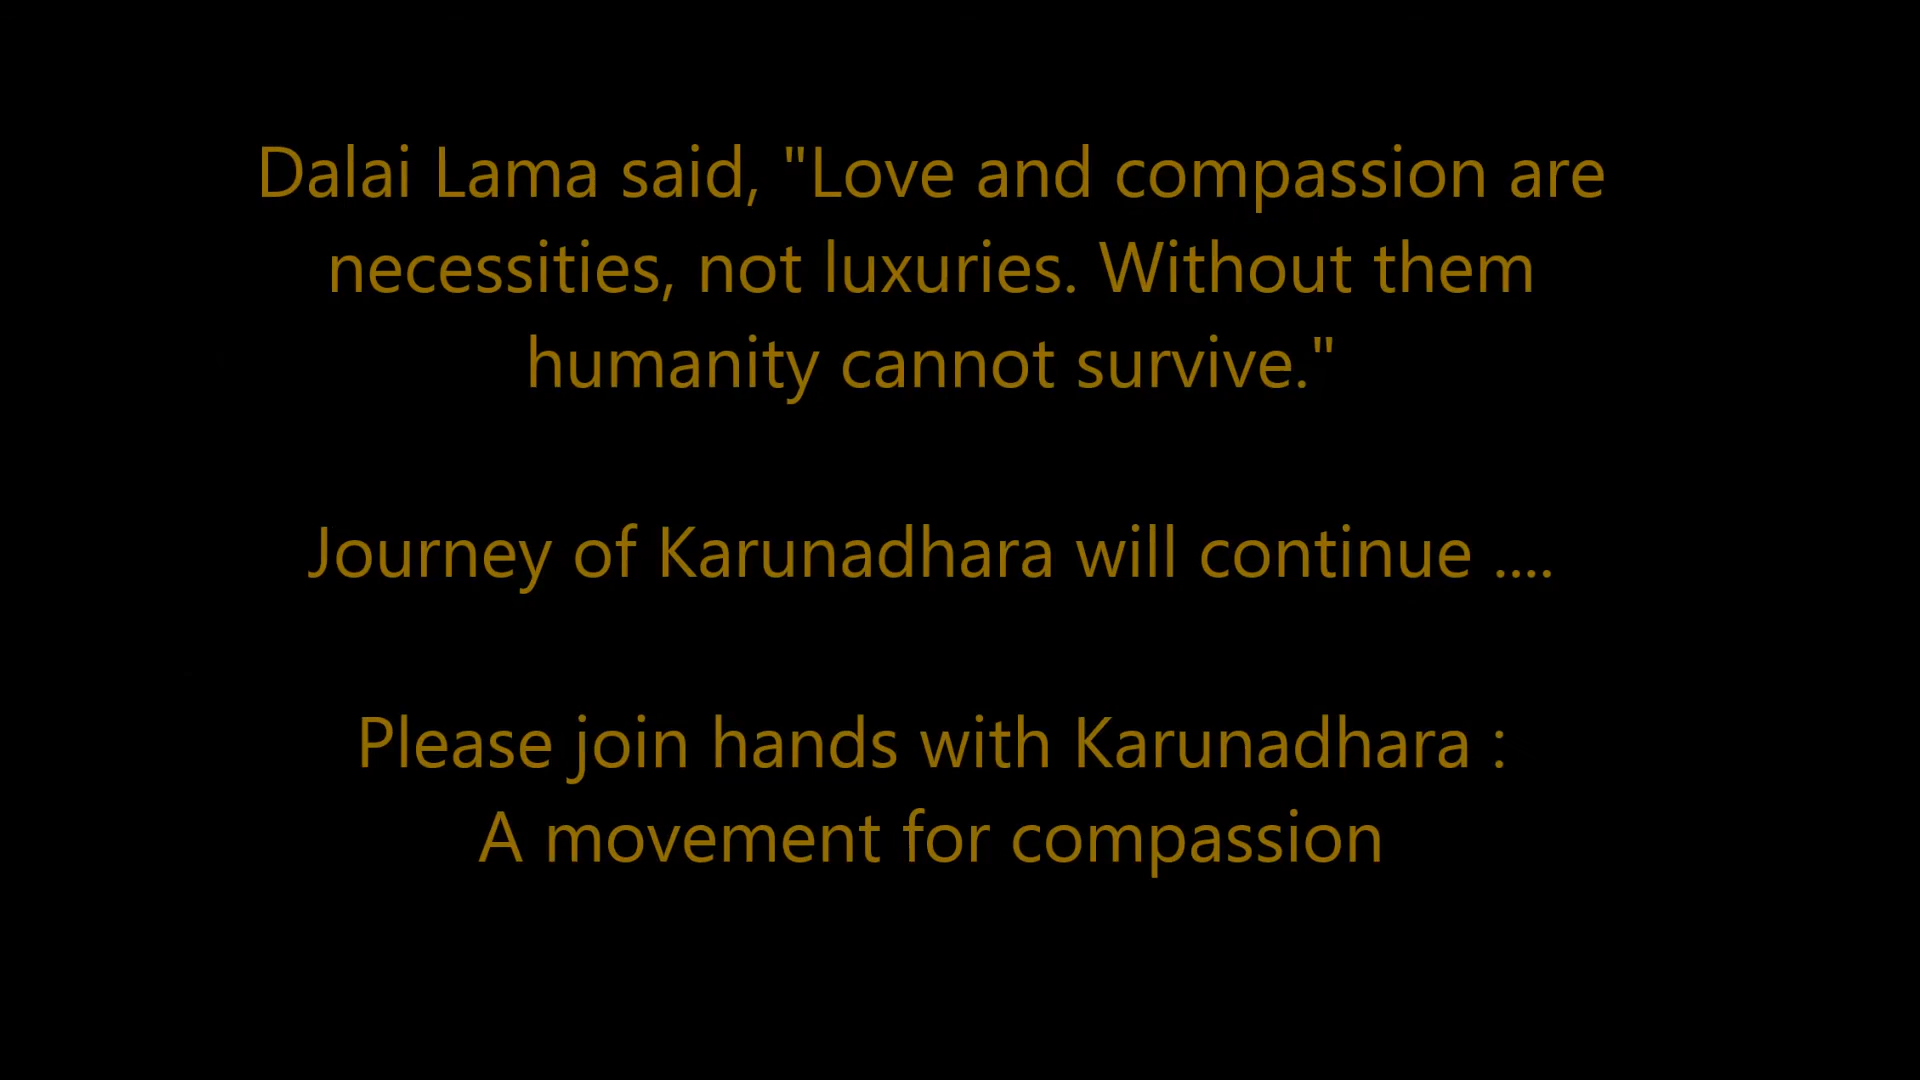 Dalai Lama said, "Love and compassion are
necessities, not luxuries. Without them
humanity cannot survive."
Journey of Karunadhara will continue ....
Please join hands with Karunadhara :
A movement for compassion